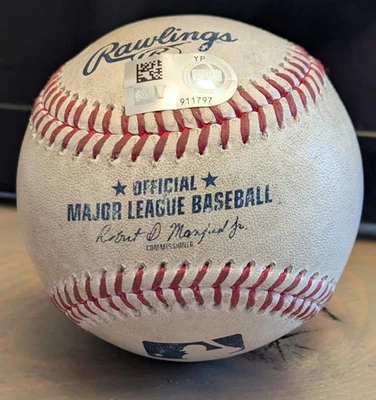 Rawlings
YP
911797
OFFICIAL
MAJOR LEAGUE BASEBALL
Robert D. Manfred Jr.
COMMISSIONER